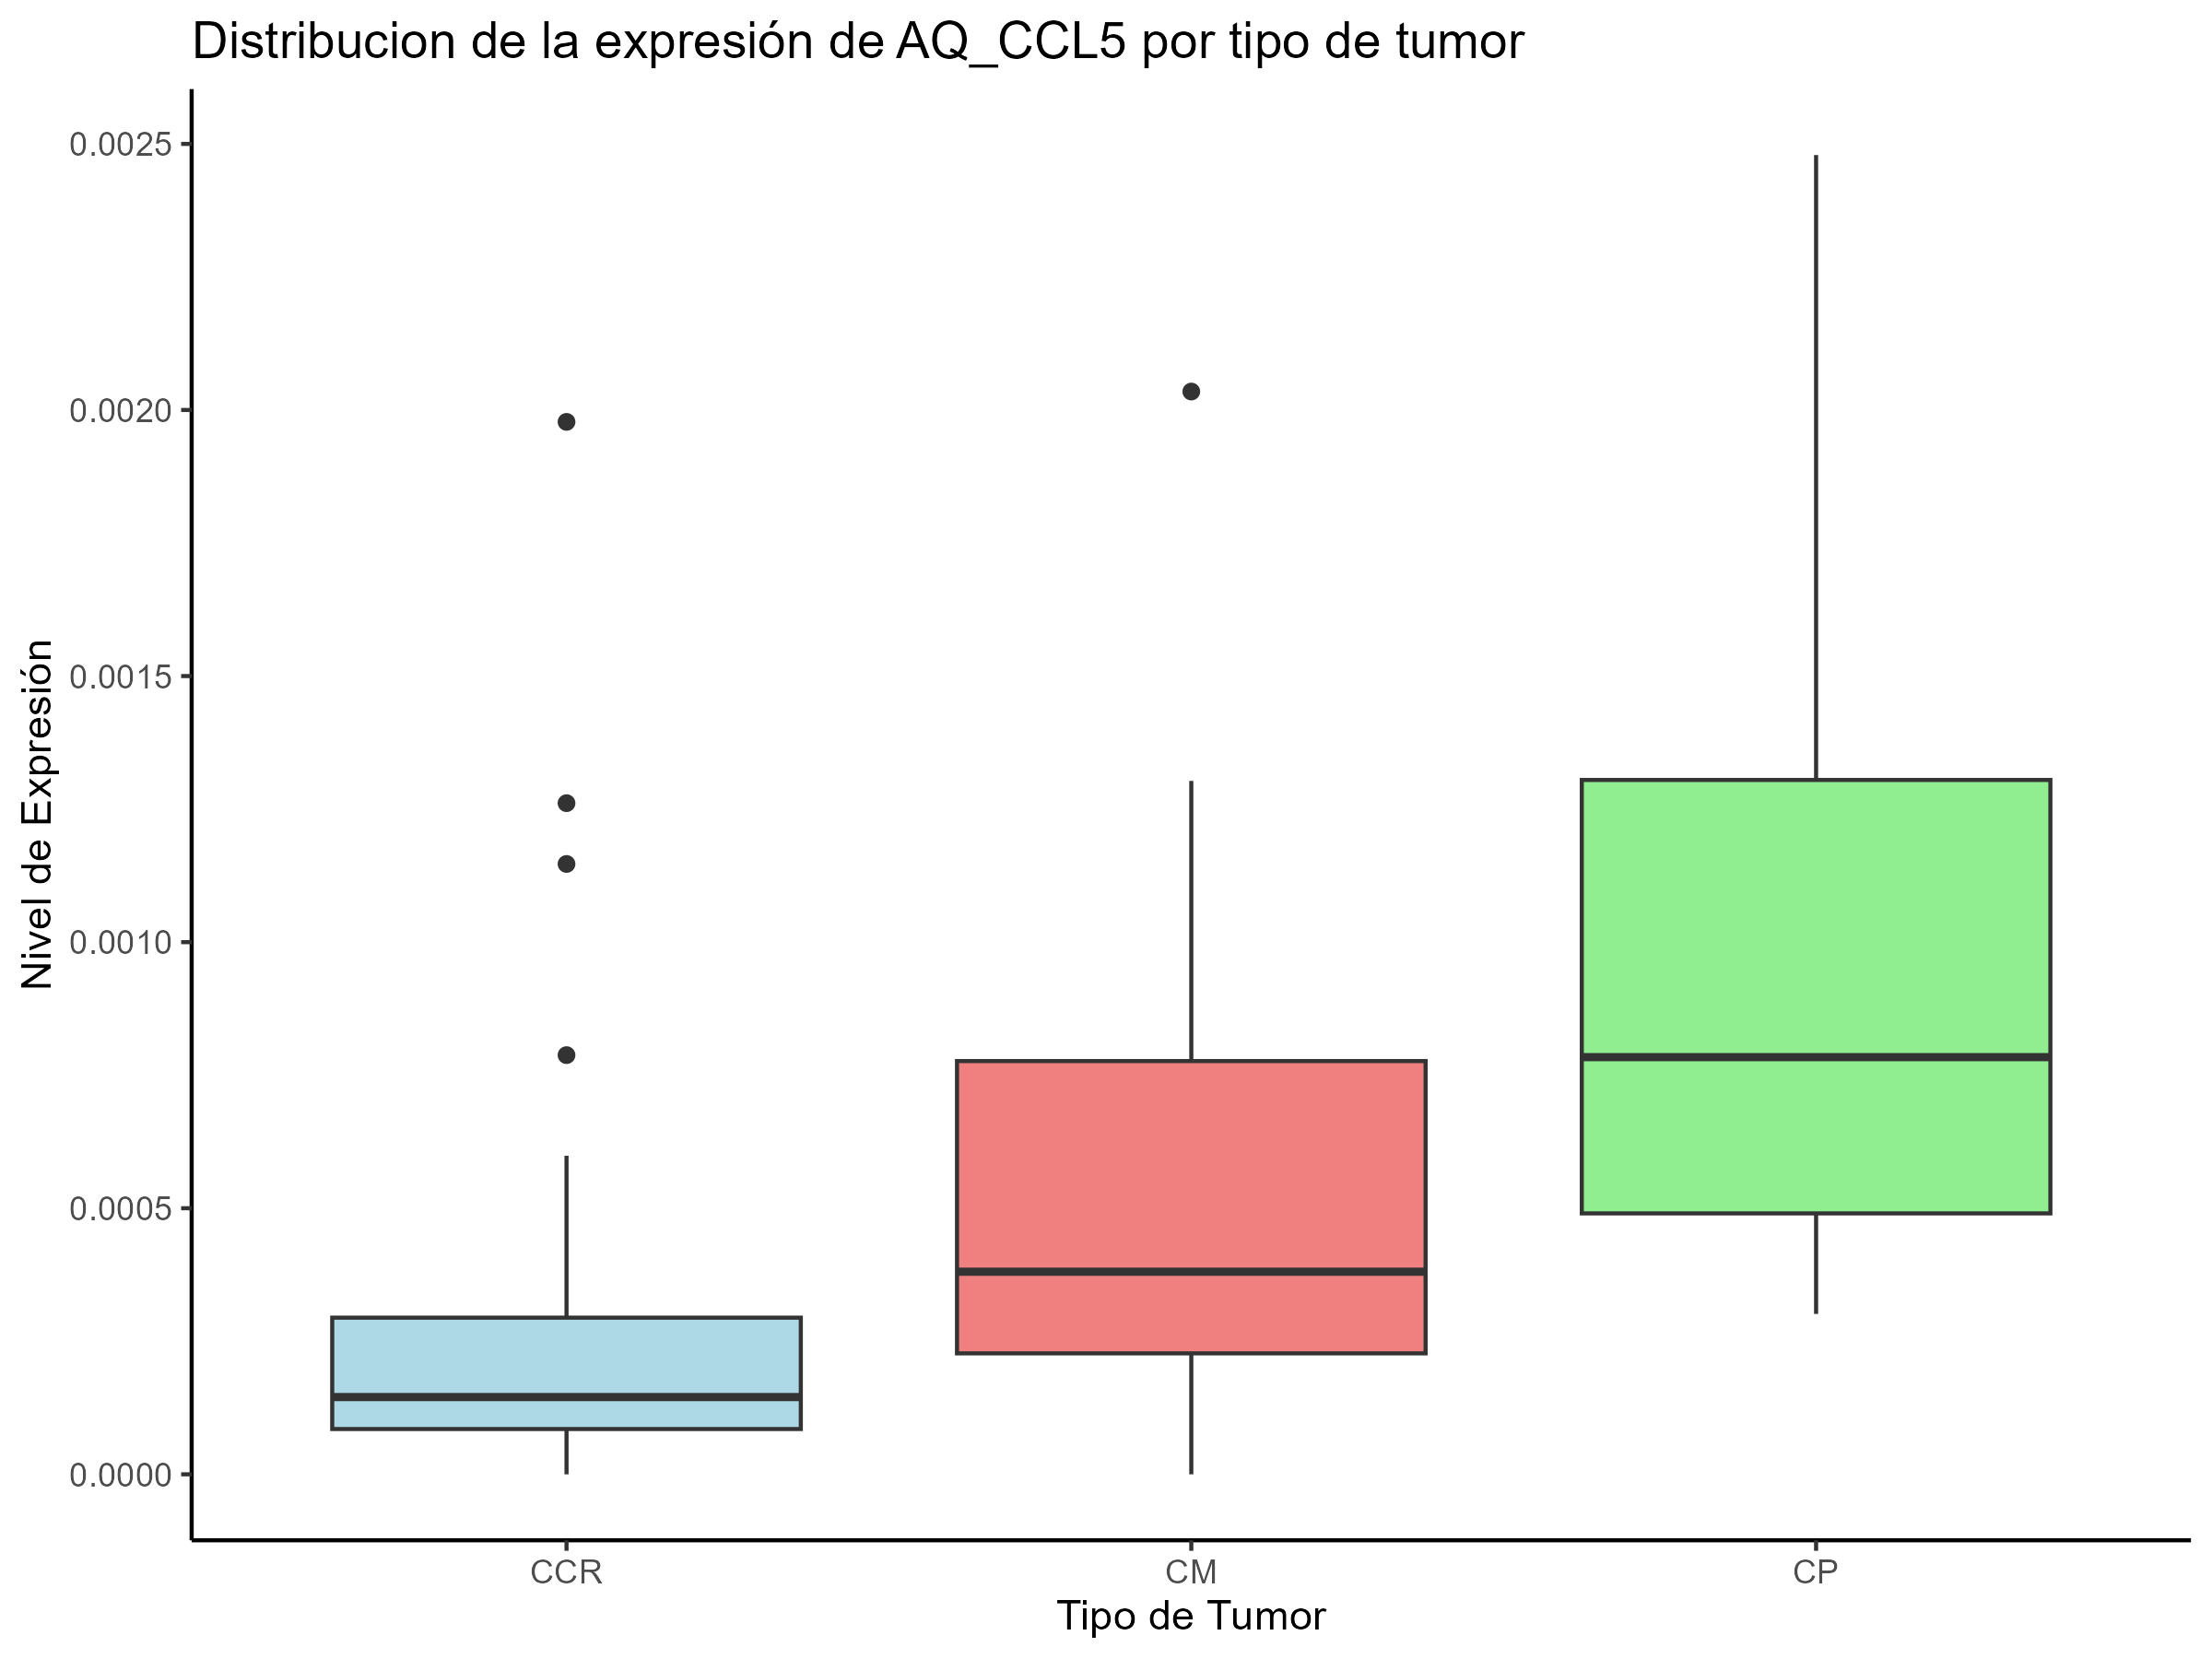 Distribucion de la expresión de AQ_CCL5 por tipo de tumor
Nivel de Expresión
0.0025
0.0020
0.0015
0.0010
0.0005
0.0000
CCR
CM
CP
Tipo de Tumor